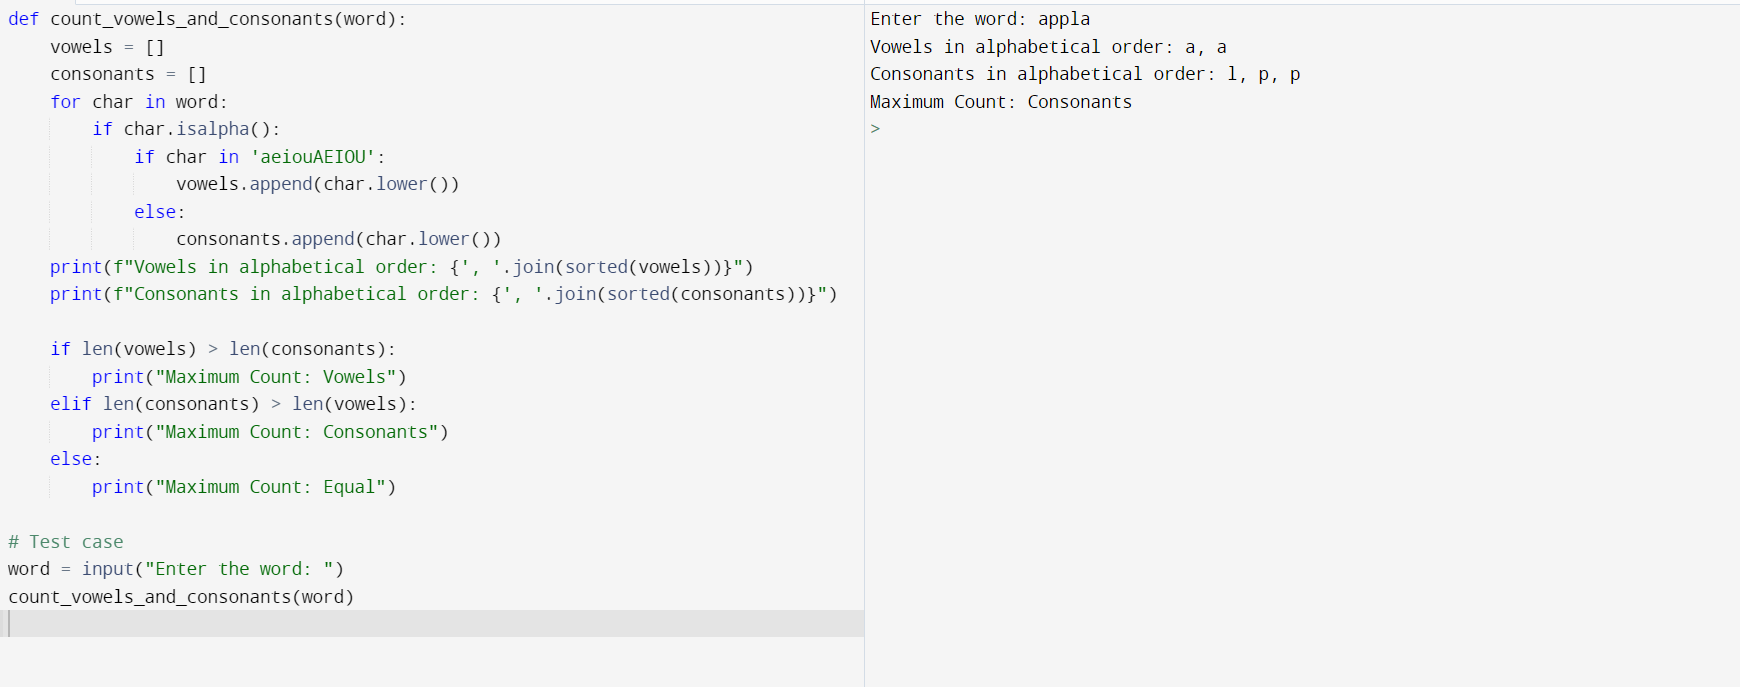 def count_vowels_and_consonants(word):
    vowels = []
    consonants = []
    for char in word:
        if char.isalpha():
            if char in 'aeiouAEIOU':
                vowels.append(char.lower())
            else:
                consonants.append(char.lower())
    print(f"Vowels in alphabetical order: {', '.join(sorted(vowels))}")
    print(f"Consonants in alphabetical order: {', '.join(sorted(consonants))}")

    if len(vowels) > len(consonants):
        print("Maximum Count: Vowels")
    elif len(consonants) > len(vowels):
        print("Maximum Count: Consonants")
    else:
        print("Maximum Count: Equal")

# Test case
word = input("Enter the word: ")
count_vowels_and_consonants(word)
Enter the word: appla
Vowels in alphabetical order: a, a
Consonants in alphabetical order: l, p, p
Maximum Count: Consonants
>